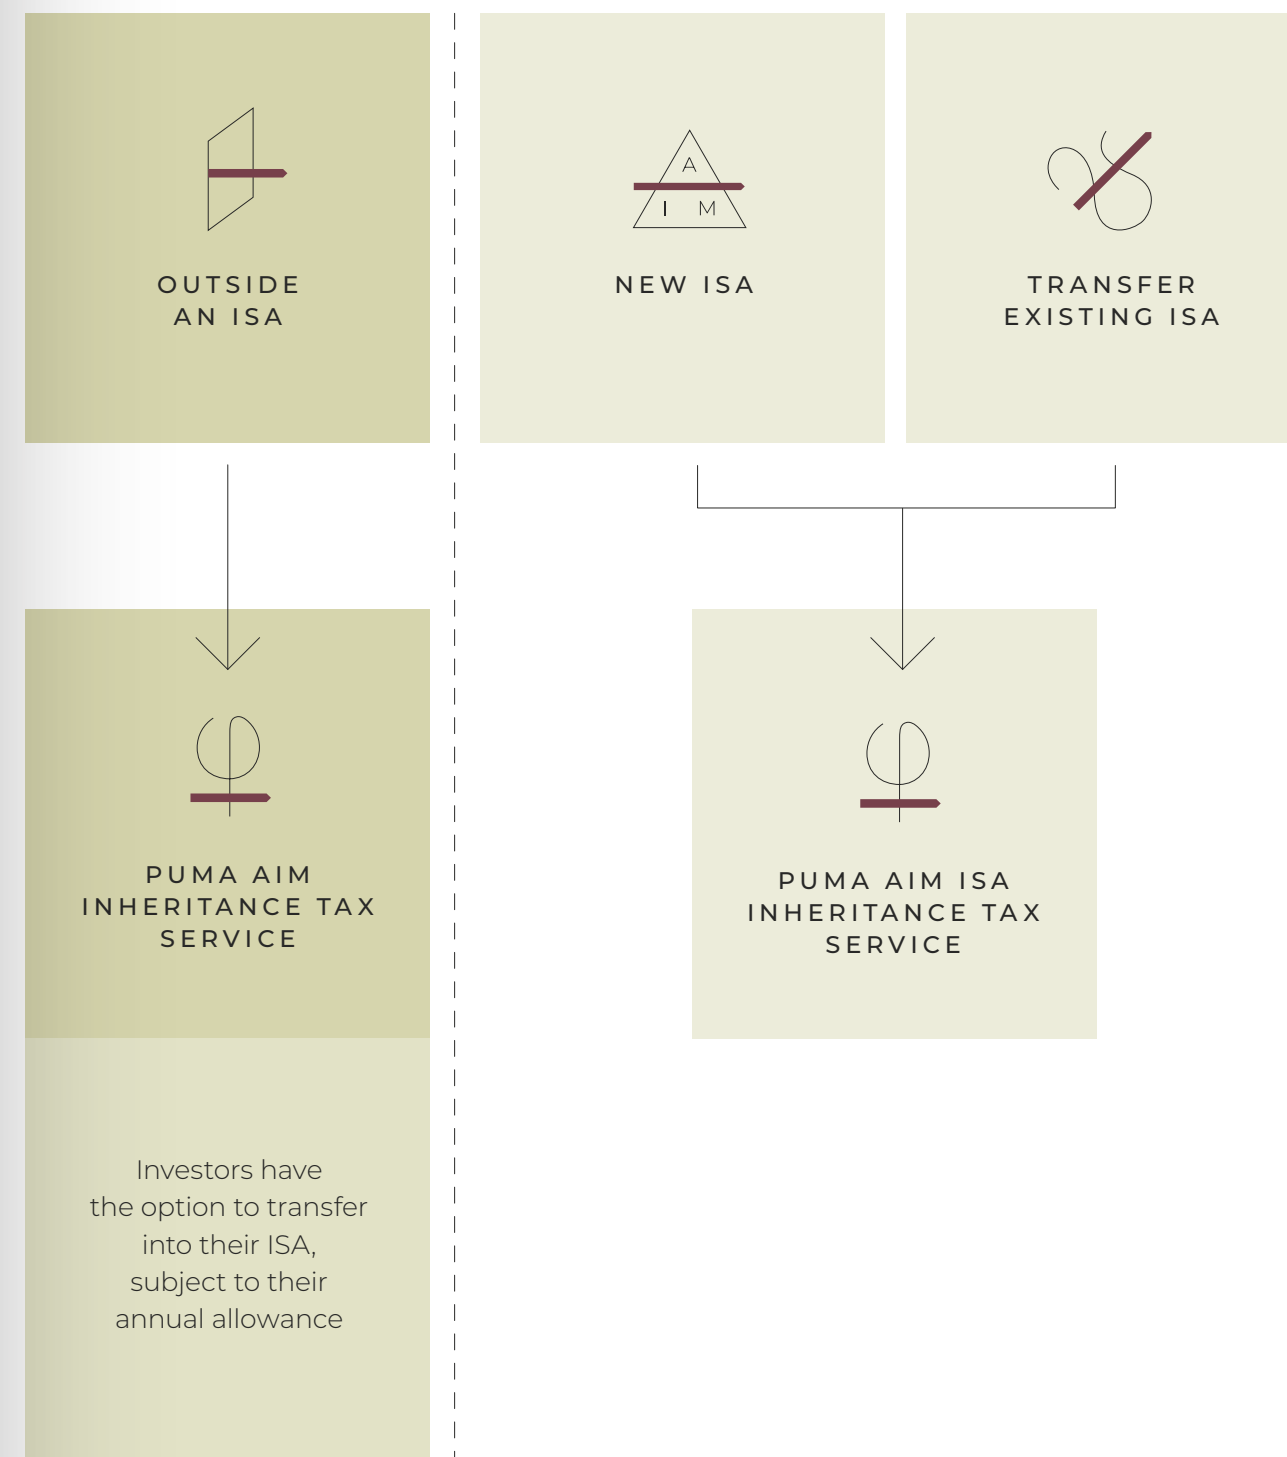 OUTSIDE
AN ISA
A
I M
NEW ISA
TRANSFER
EXISTING ISA
PUMA AIM
INHERITANCE TAX
SERVICE
PUMA AIM ISA
INHERITANCE TAX
SERVICE
Investors have
the option to transfer
into their ISA,
subject to their
annual allowance